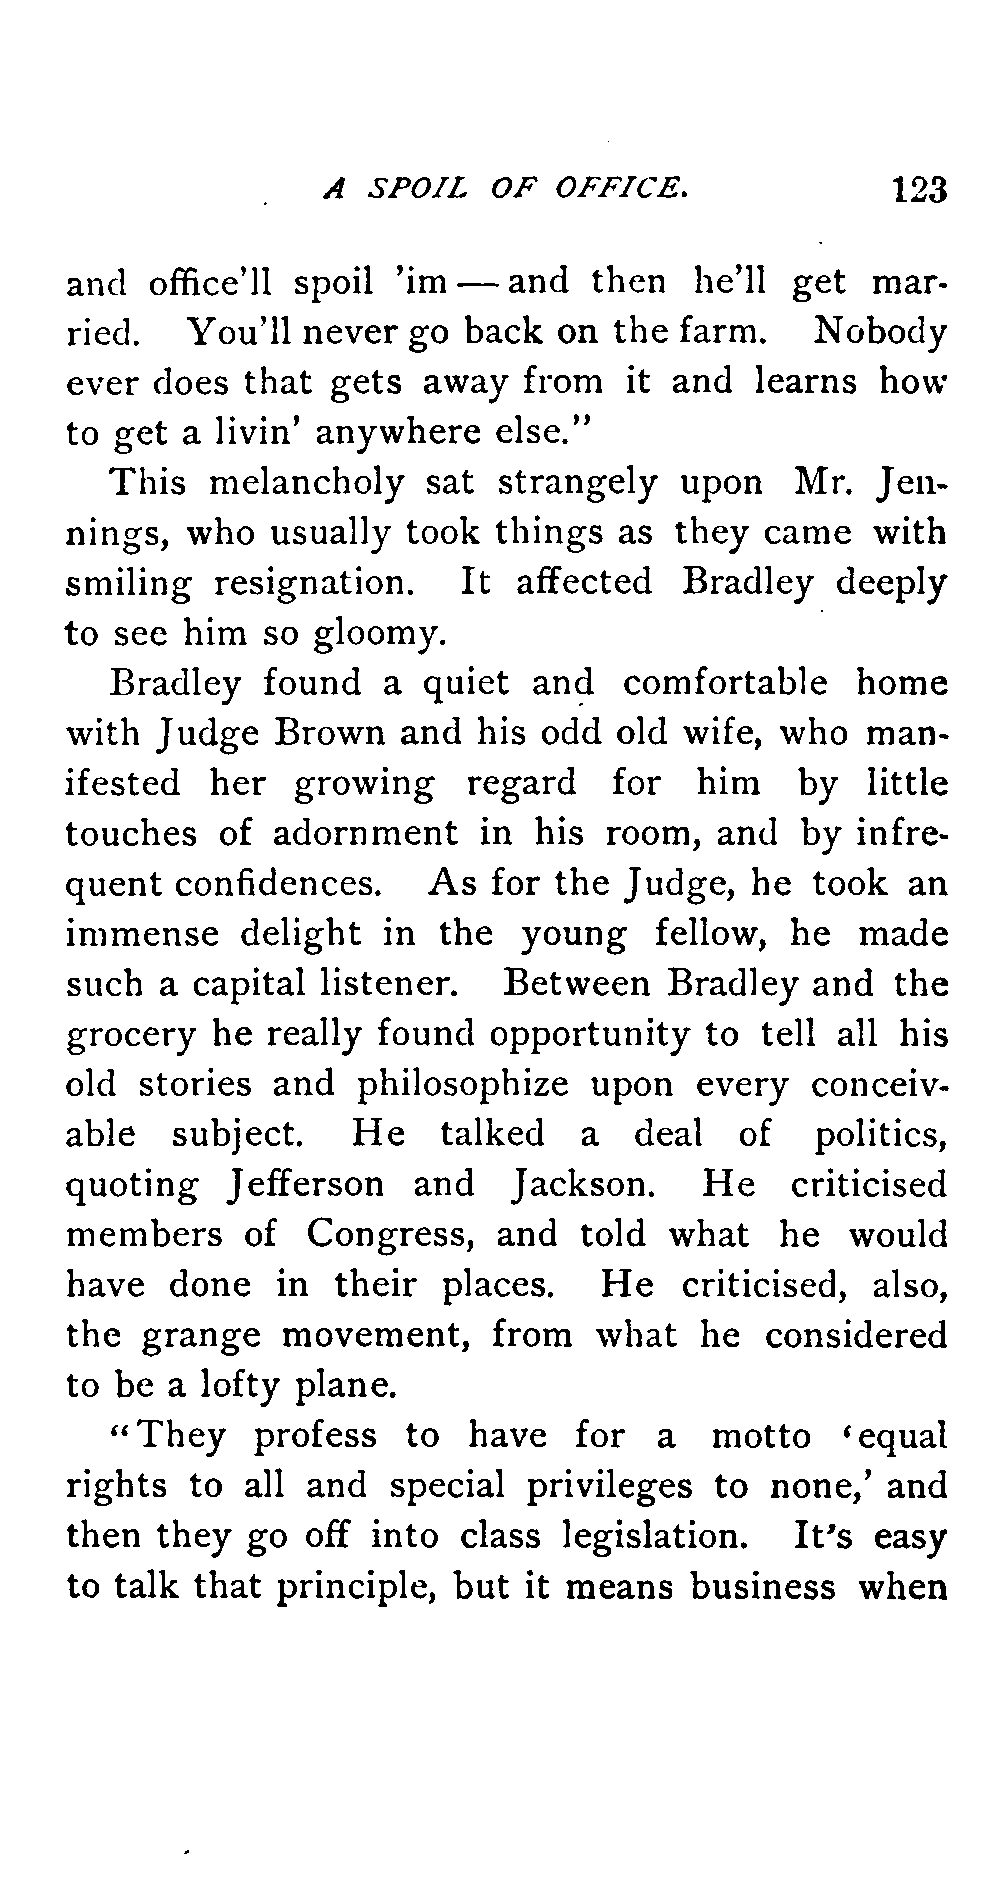 A SPOIL OF OFFICE. 123
and office'll spoil 'im — and then he'll get mar-
ried. You'll never go back on the farm. Nobody
ever does that gets away from it and learns how
to get a livin' anywhere else."
This melancholy sat strangely upon Mr. Jen-
nings, who usually took things as they came with
smiling resignation. It affected Bradley deeply
to see him so gloomy.
Bradley found a quiet and comfortable home
with Judge Brown and his odd old wife, who man-
ifested her growing regard for him by little
touches of adornment in his room, and by infre-
quent confidences. As for the Judge, he took an
immense delight in the young fellow, he made
such a capital listener. Between Bradley and the
grocery he really found opportunity to tell all his
old stories and philosophize upon every conceiv-
able subject. He talked a deal of politics,
quoting Jefferson and Jackson. He criticised
members of Congress, and told what he would
have done in their places. He criticised, also,
the grange movement, from what he considered
to be a lofty plane.
"They profess to have for a motto 'equal
rights to all and special privileges to none,' and
then they go off into class legislation. It's easy
to talk that principle, but it means business when